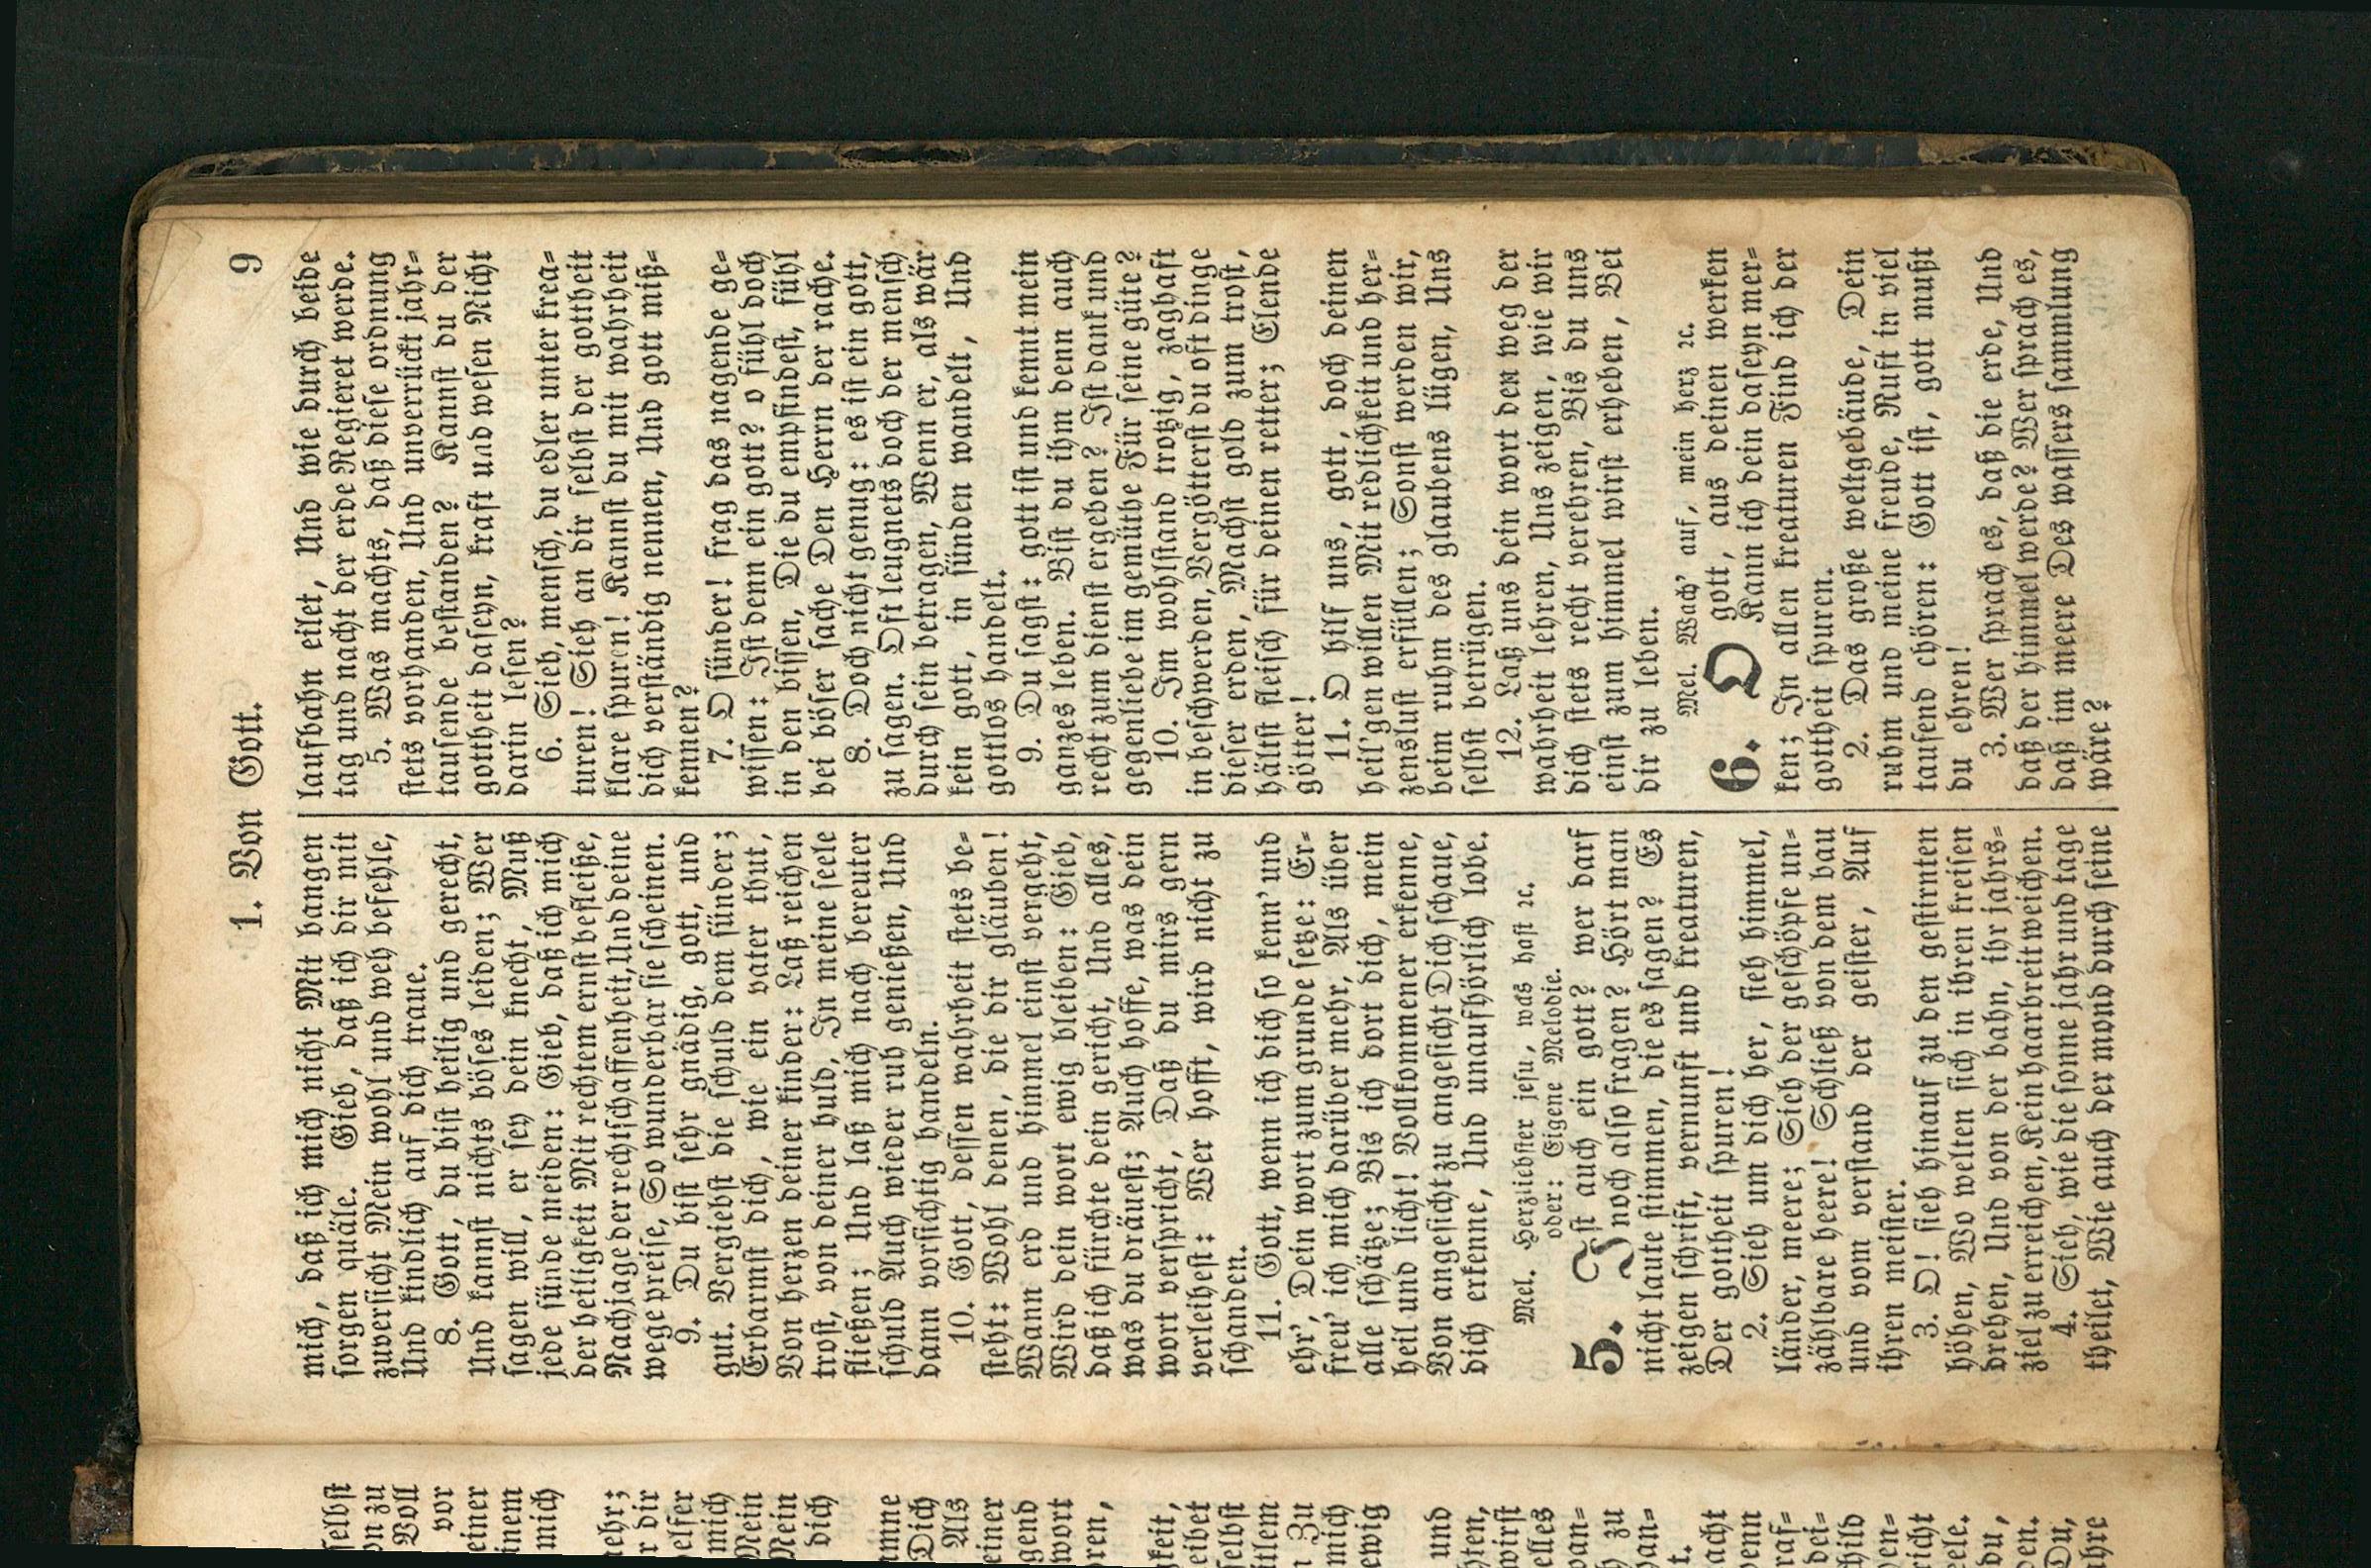 1. Von Gott.
9
mich, daß ich mich nicht Mit bangen
sorgen quäle. Gieb, daß ich dir mit
zuversicht Mein wohl und weh befehle,
Und kindlich auf dich traue.
8. Gott, du bist heilig und gerecht,
Und kannst nichts böses leiden; Wer
sagen will, er sey dein knecht, Muß
jede sünde meiden: Gieb, daß ich mich
der heiligkeit Mit rechtem ernst befleiße,
Nachjage der rechtschaffenheit, Und deine
wege preise, So wunderbar sie scheinen.
9. Du bist sehr gnädig, gott, und
gut. Vergiebst die schuld dem sünder;
Erbarmst dich, wie ein vater thut,
Von herzen deiner kinder: Laß reichen
trost, von deiner huld, In meine seele
fließen; Und laß mich nach bereuter
schuld Auch wieder ruh genießen, Und
dann vorsichtig handeln.
10. Gott, dessen wahrheit stets be-
steht: Wohl denen, die dir gläuben!
Wann erd und himmel einst vergeht,
Wird dein wort ewig bleiben: Gieb,
daß ich fürchte dein gericht, Und alles,
was du dräuest; Auch hoffe, was dein
wort verspricht, Daß du mirs gern
verleihest: Wer hofft, wird nicht zu
schanden.
11. Gott, wenn ich dich so kenn' und
ehr', Dein wort zum grunde setze: Er-
freu' ich mich darüber mehr, Als über
alle schätze; Bis ich dort dich, mein
heil und licht! Vollkommener erkenne,
Von angesicht zu angesicht Dich schaue,
dich erkenne, Und unaufhörlich lobe.
Mel. Herzliebster jesu, was hast ꝛc.
oder: Eigene Melodie.
5. Ist auch ein gott? wer darf
noch also fragen? Hört man
nicht laute stimmen, die es sagen? Es
zeigen schrift, vernunft und kreaturen,
Der gottheit spuren!
2. Sieh um dich her, sieh himmel,
länder, meere; Sieh der geschöpfe un-
zählbare heere! Schließ von dem bau
und vom verstand der geister, Auf
ihren meister.
3. O! sieh hinauf zu den gestirnten
höhen, Wo welten sich in ihren kreisen
drehen, Und von der bahn, ihr jahrs-
ziel zu erreichen, Kein haarbreit weichen.
4. Sieh, wie die sonne jahr und tage
theilet, Wie auch der mond durch seine
laufbahn eilet, Und wie durch beide
tag und nacht der erde Regieret werde.
5. Was machts, daß diese ordnung
stets vorhanden, Und unverrückt jahr-
tausende bestanden? Kannst du der
gottheit daseyn, kraft und wesen Nicht
darin lesen?
6. Sieh, mensch, du edler unter krea-
turen! Sieh an dir selbst der gottheit
klare spuren! Kannst du mit wahrheit
dich verständig nennen, Und gott miß-
kennen?
7. O sünder! frag das nagende ge-
wissen: Ist denn ein gott? o fühl doch
in den bissen, Die du empfindest, fühl
bei böser sache Den Herrn der rache.
8. Doch nicht genug: es ist ein gott,
zu sagen. Oft leugnets doch der mensch
durch sein betragen, Wenn er, als wär
kein gott, in sünden wandelt, Und
gottlos handelt.
9. Du sagst: gott ist und kennt mein
ganzes leben. Bist du ihm denn auch
recht zum dienst ergeben? Ist dank und
gegenliebe im gemüthe Für seine güte?
10. Im wohlstand trotzig, zaghaft
in beschwerden, Vergötterst du oft dinge
dieser erden, Machst gold zum trost,
hältst fleisch für deinen retter; Elende
götter!
11. O hilf uns, gott, doch deinen
heil'gen willen Mit redlichkeit und her-
zenslust erfüllen; Sonst werden wir,
beim ruhm des glaubens lügen, Uns
selbst betrügen.
12. Laß uns dein wort den weg der
wahrheit lehren, Uns zeigen, wie wir
dich stets recht verehren, Bis du uns
einst zum himmel wirst erheben, Bei
dir zu leben.
Mel. Wach' auf, mein herz ꝛc.
6. O gott, aus deinen werken
Kann ich dein daseyn mer-
ken; In allen kreaturen Find ich der
gottheit spuren.
2. Das große weltgebäude, Dein
ruhm und meine freude, Ruft in viel
tausend chören: Gott ist, gott mußt
du ehren!
3. Wer sprach es, daß die erde, Und
daß der himmel werde? Wer sprach es,
daß im meere Des wassers sammlung
wäre?